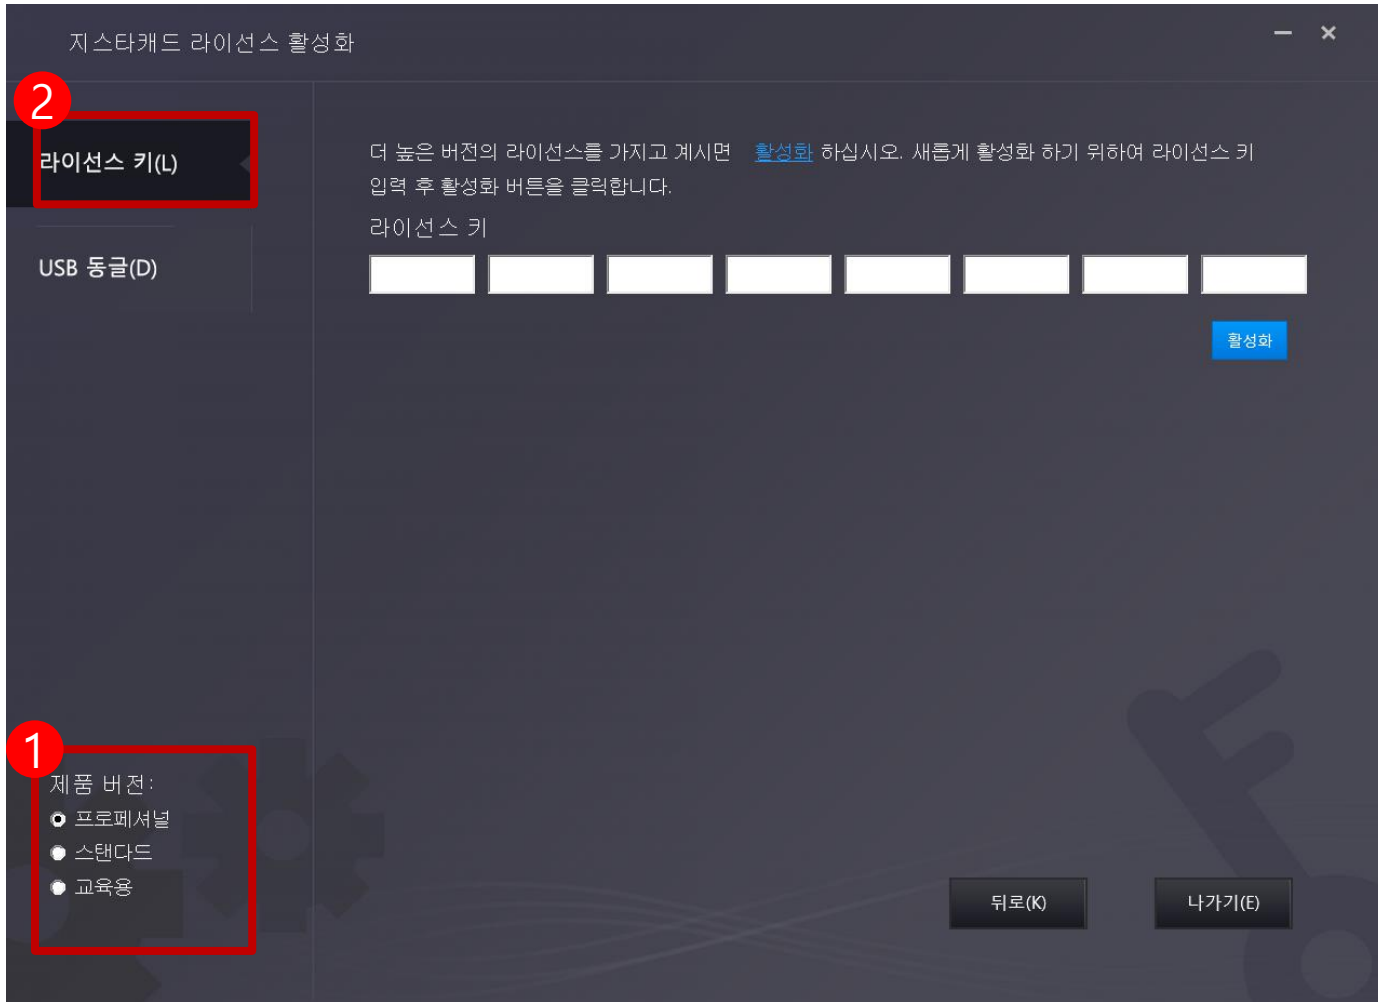 지스타캐드 라이선스 활성화
2
라이선스 키(L)
USB 동글(D)
더 높은 버전의 라이선스를 가지고 계시면 활성화 하십시오. 새롭게 활성화 하기 위하여 라이선스 키
입력 후 활성화 버튼을 클릭합니다.
라이선스 키
활성화
1
제품 버전:
프로페셔널
스탠다드
교육용
뒤로(K)
나가기(E)